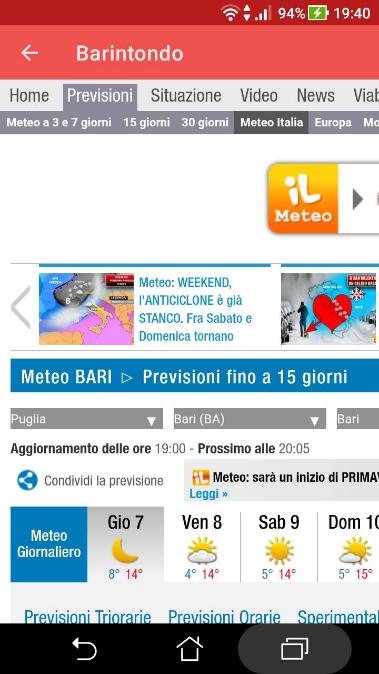 94% 19:40
Barintondo
Home Previsioni Situazione Video News Viab
Meteo a 3 e 7 giorni 15 giorni 30 giorni Meteo Italia Europa Mo
iL
Meteo
Meteo: WEEKEND,
l'ANTICICLONE è già
STANCO. Fra Sabato e
Domenica tornano
Meteo BARI ▷ Previsioni fino a 15 giorni
Puglia Bari (BA) Bari
Aggiornamento delle ore 19:00 - Prossimo alle 20:05
Condividi la previsione
iL Meteo: sarà un inizio di PRIMAV
Leggi »
Meteo
Giornaliero
Gio 7 Ven 8 Sab 9 Dom 10
8° 14° 4° 14° 5° 14° 5° 15°
Previsioni Triorarie Previsioni Orarie Sperimental